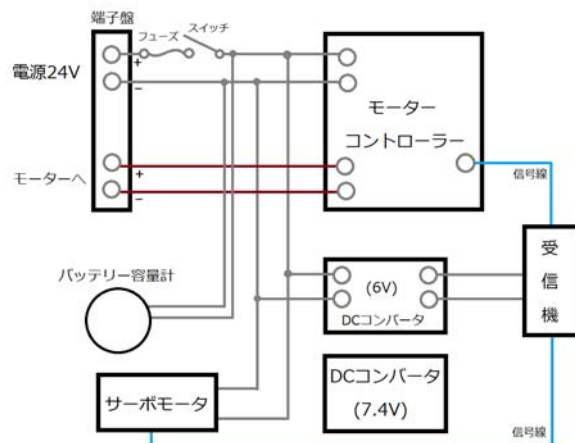 端子盤
フューズ
スイッチ
+
電源24V
−
モーター
コントローラー
モーターへ
+
−
信号線
受信機
バッテリー容量計
(6V)
DCコンバータ
サーボモータ
DCコンバータ
(7.4V)
信号線